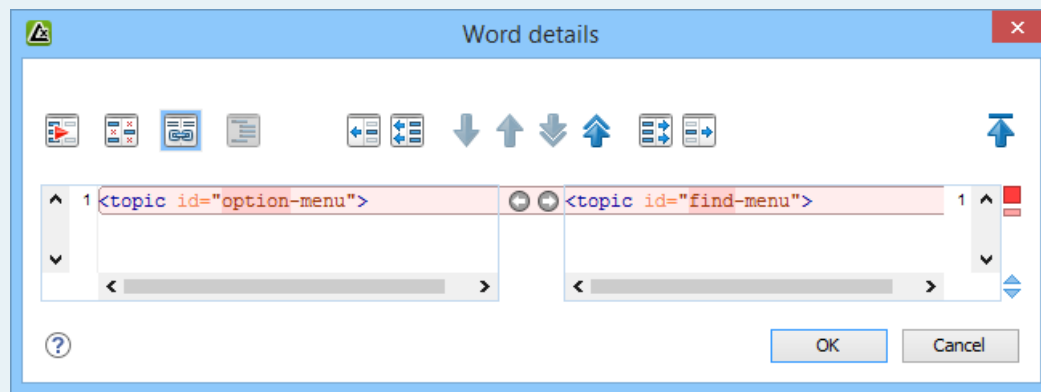 Word details
1 <topic id="option-menu"> <topic id="find-menu"> 1
OK Cancel